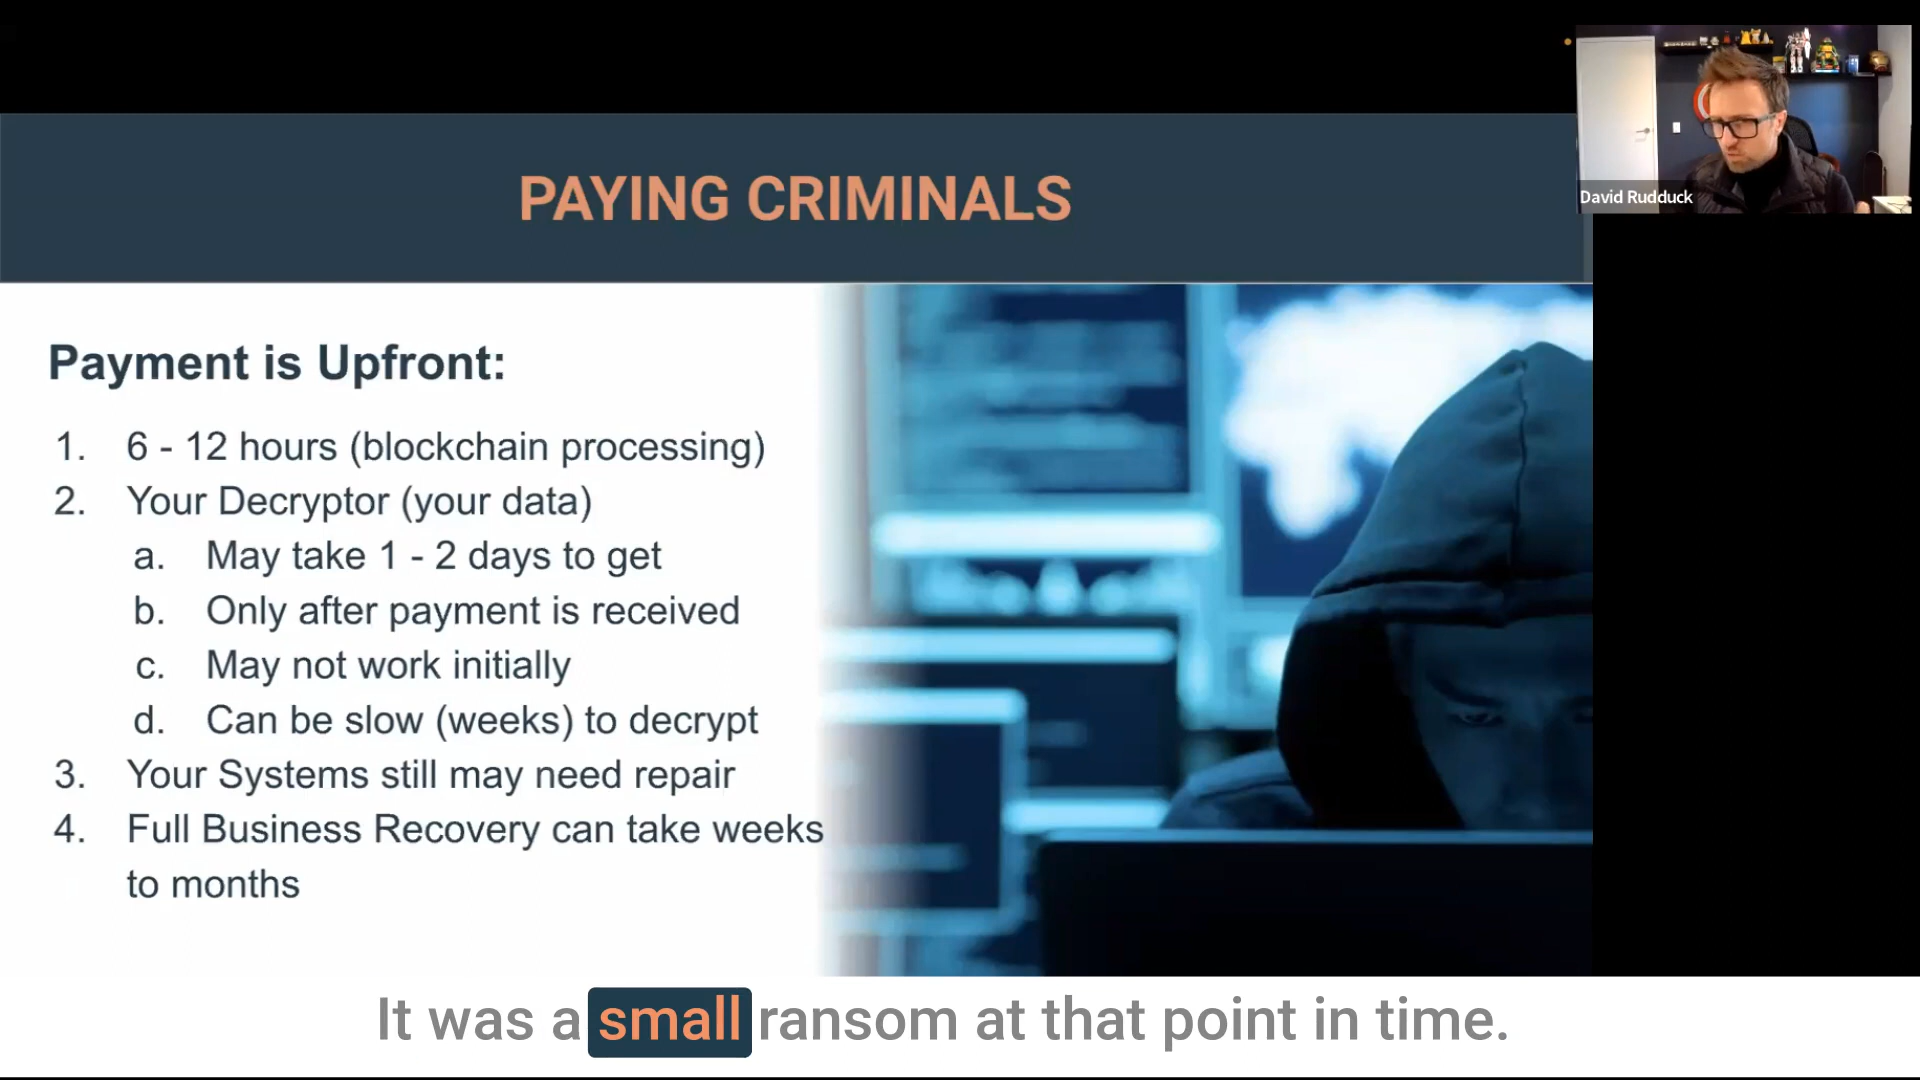 PAYING CRIMINALS
David Rudduck
Payment is Upfront:
1. 6 - 12 hours (blockchain processing)
2. Your Decryptor (your data)
a. May take 1 - 2 days to get
b. Only after payment is received
c. May not work initially
d. Can be slow (weeks) to decrypt
3. Your Systems still may need repair
4. Full Business Recovery can take weeks
to months
It was a small ransom at that point in time.